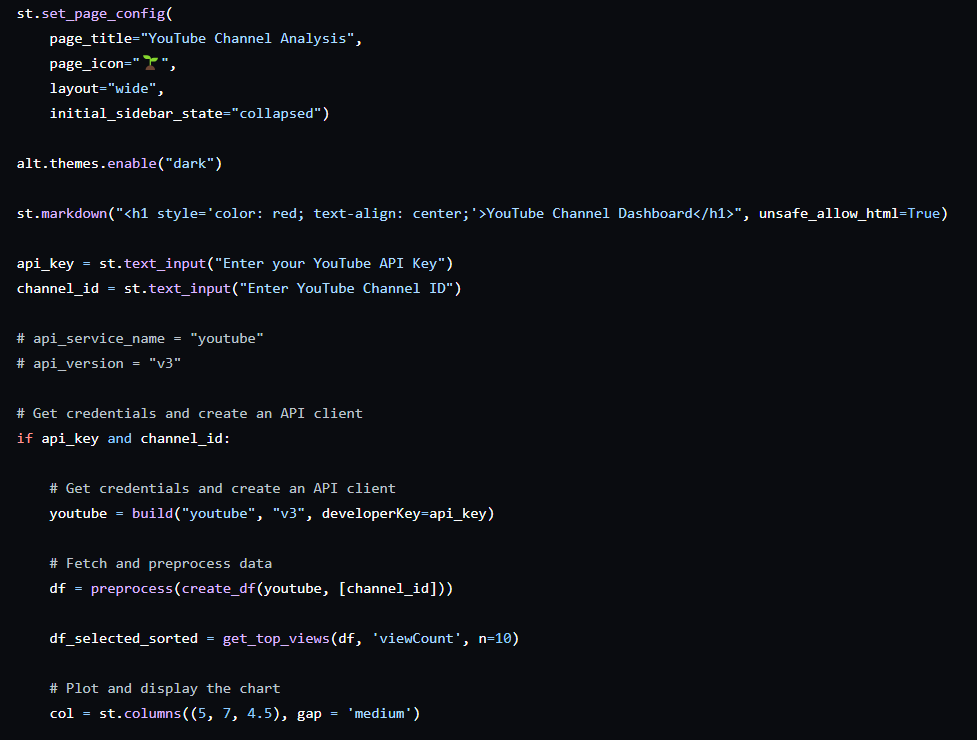 st.set_page_config(
    page_title="YouTube Channel Analysis",
    page_icon="🌱",
    layout="wide",
    initial_sidebar_state="collapsed")
alt.themes.enable("dark")
st.markdown("<h1 style='color: red; text-align: center;'>YouTube Channel Dashboard</h1>", unsafe_allow_html=True)
api_key = st.text_input("Enter your YouTube API Key")
channel_id = st.text_input("Enter YouTube Channel ID")
# api_service_name = "youtube"
# api_version = "v3"
# Get credentials and create an API client
if api_key and channel_id:
    # Get credentials and create an API client
    youtube = build("youtube", "v3", developerKey=api_key)
    # Fetch and preprocess data
    df = preprocess(create_df(youtube, [channel_id]))
    df_selected_sorted = get_top_views(df, 'viewCount', n=10)
    # Plot and display the chart
    col = st.columns((5, 7, 4.5), gap = 'medium')